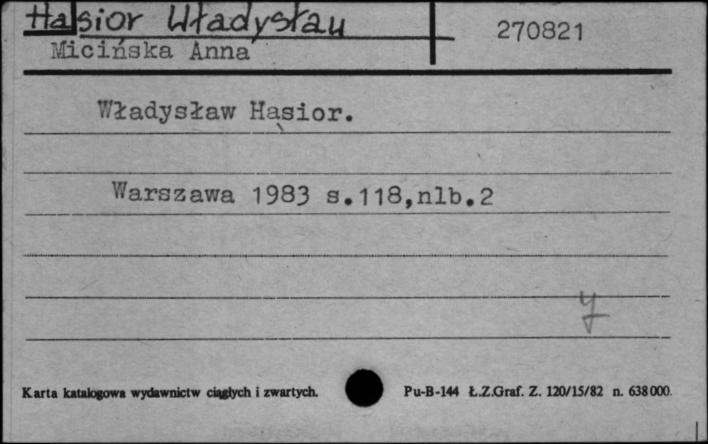 Hasior Władysław
270821
Micińska Anna
Władysław Hasior.
Warszawa 1983 s.118,nlb.2
y
Karta katalogowa wydawnictw ciągłych i zwartych.
Pu-B-144 Ł.Z.Graf. Z. 120/15/82 n. 638000.